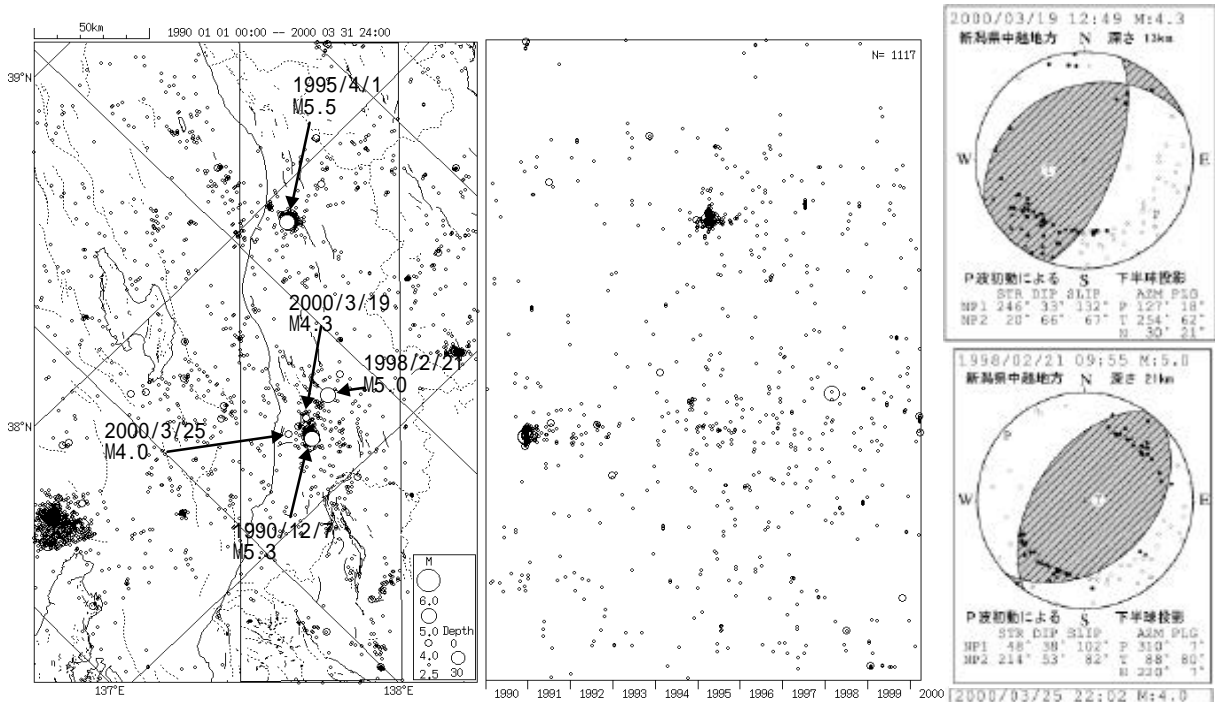 50km
1990 01 01 00:00 -- 2000 03 31 24:00
39°N
38°N
137°E
138°E
1995/4/1
M5.5
2000/3/19
M4.3
1998/2/21
M5.0
2000/3/25
M4.0
1990/12/7
M5.3
M
6.0
5.0 Depth
4.0 0
2.5 30
N= 1117
1990 1991 1992 1993 1994 1995 1996 1997 1998 1999 2000
2000/03/19 12:49 M:4.3
新潟県中越地方 N 深さ 13km
W E
P波初動による S 下半球投影
STR DIP SLIP AZM PLG
NP1 246° 33° 132° P 127° 18°
NP2 20° 66° 67° T 254° 62°
N 30° 21°
1998/02/21 09:55 M:5.0
新潟県中越地方 N 深さ 21km
W E
P波初動による S 下半球投影
STR DIP SLIP AZM PLG
NP1 48° 38° 102° P 310° 7°
NP2 214° 53° 82° T 88° 80°
N 220° 7°
2000/03/25 22:02 M:4.0